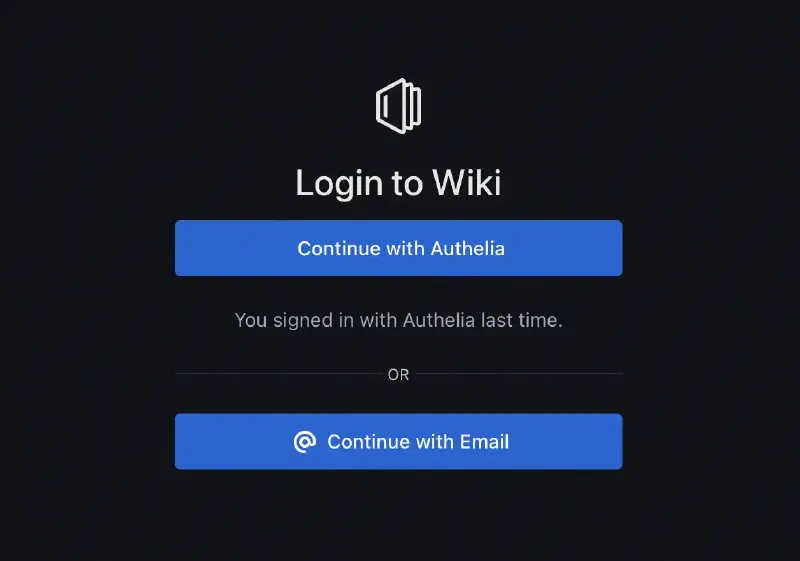 Login to Wiki
Continue with Authelia
You signed in with Authelia last time.
OR
Continue with Email